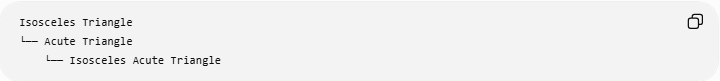 Isosceles Triangle
└── Acute Triangle
    └── Isosceles Acute Triangle